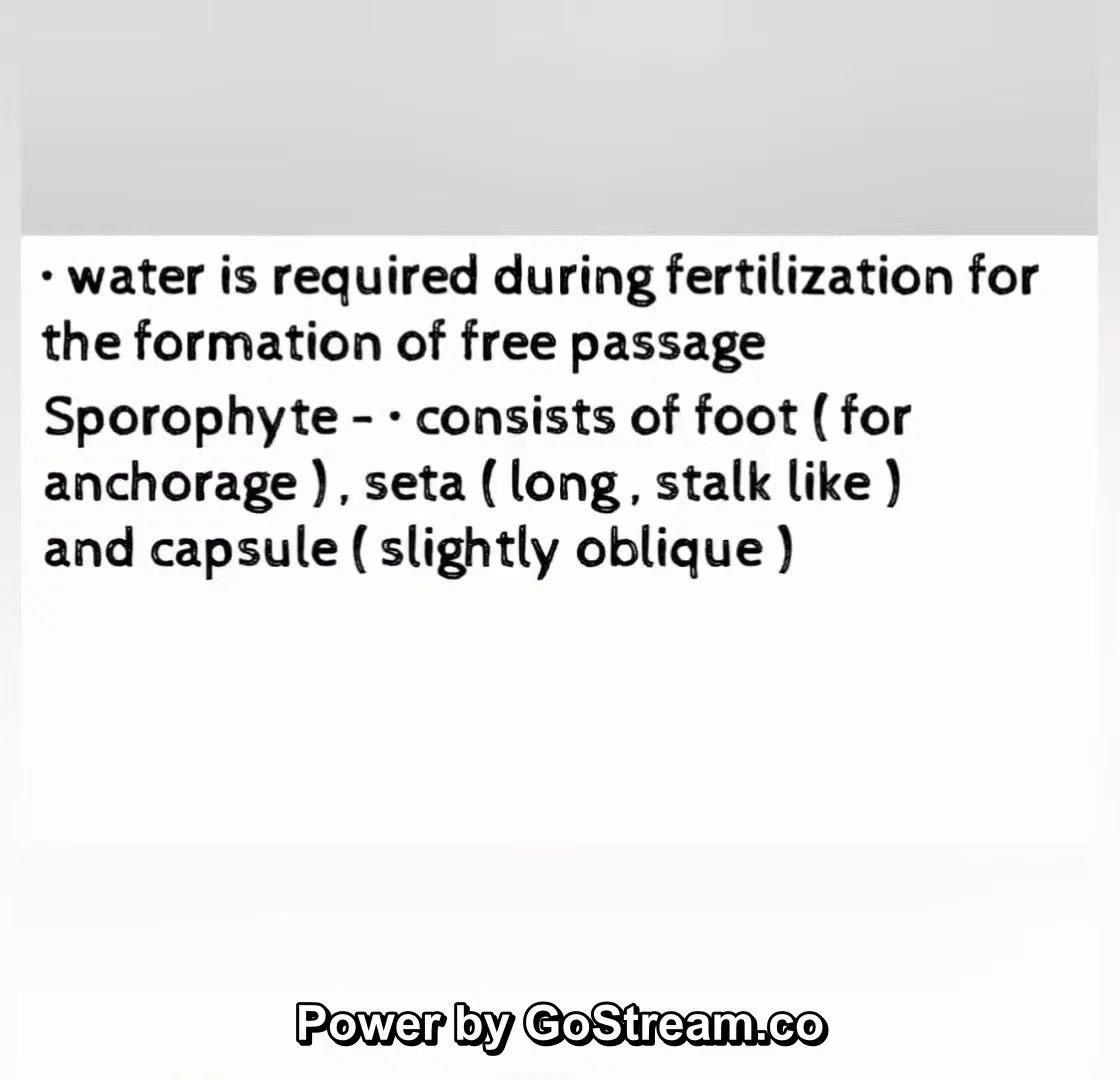 · water is required during fertilization for
the formation of free passage
Sporophyte - · consists of foot ( for
anchorage ) , seta ( long , stalk like )
and capsule ( slightly oblique )
Power by GoStream.co